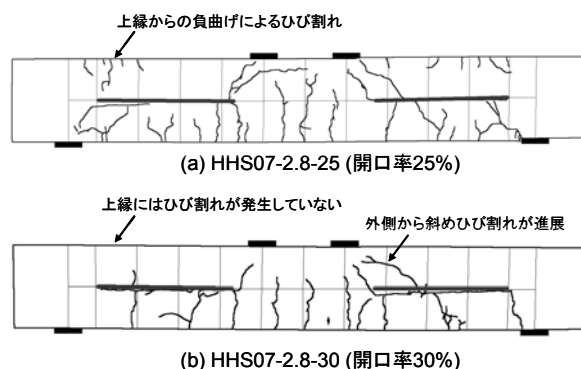 上縁からの負曲げによるひび割れ
(a) HHS07-2.8-25 (開口率25%)
上縁にはひび割れが発生していない
外側から斜めひび割れが進展
(b) HHS07-2.8-30 (開口率30%)